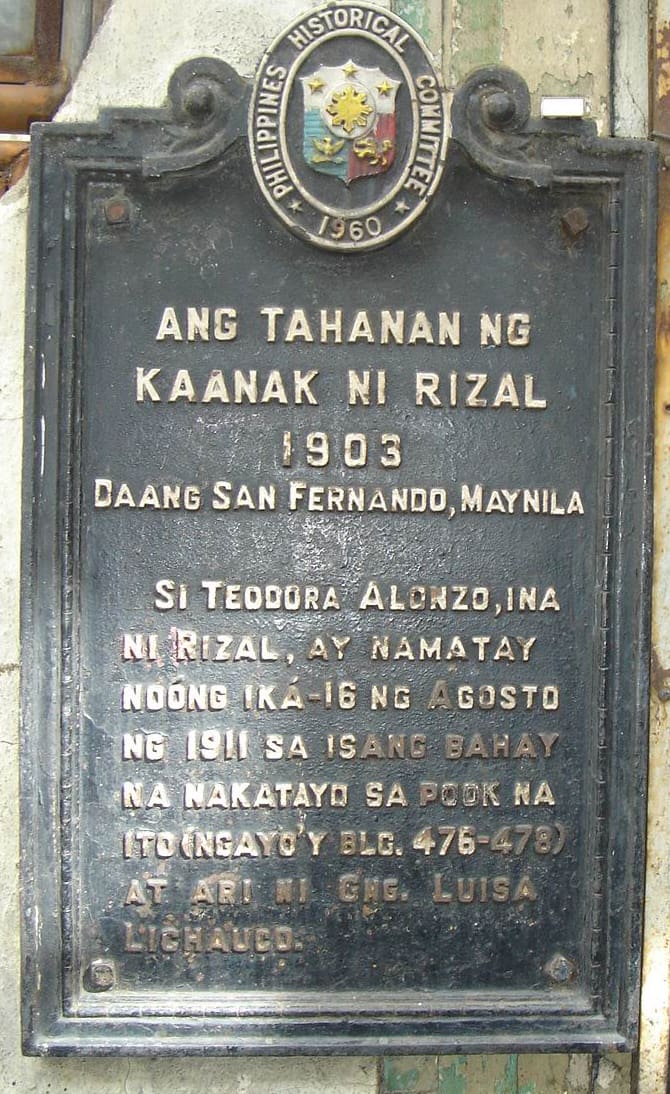 PHILIPPINES HISTORICAL COMMITTEE
1960
ANG TAHANAN NG
KAANAK NI RIZAL
1903
DAANG SAN FERNANDO, MAYNILA
SI TEODORA ALONZO, INA
NI RIZAL, AY NAMATAY
NOÓNG IKÁ-16 NG AGOSTO
NG 1911 SA ISANG BAHAY
NA NAKATAYO SA POOK NA
ITO (NGAYO'Y BLG. 476-478)
AT ARI NI GNG. LUISA
LICHAUCO.